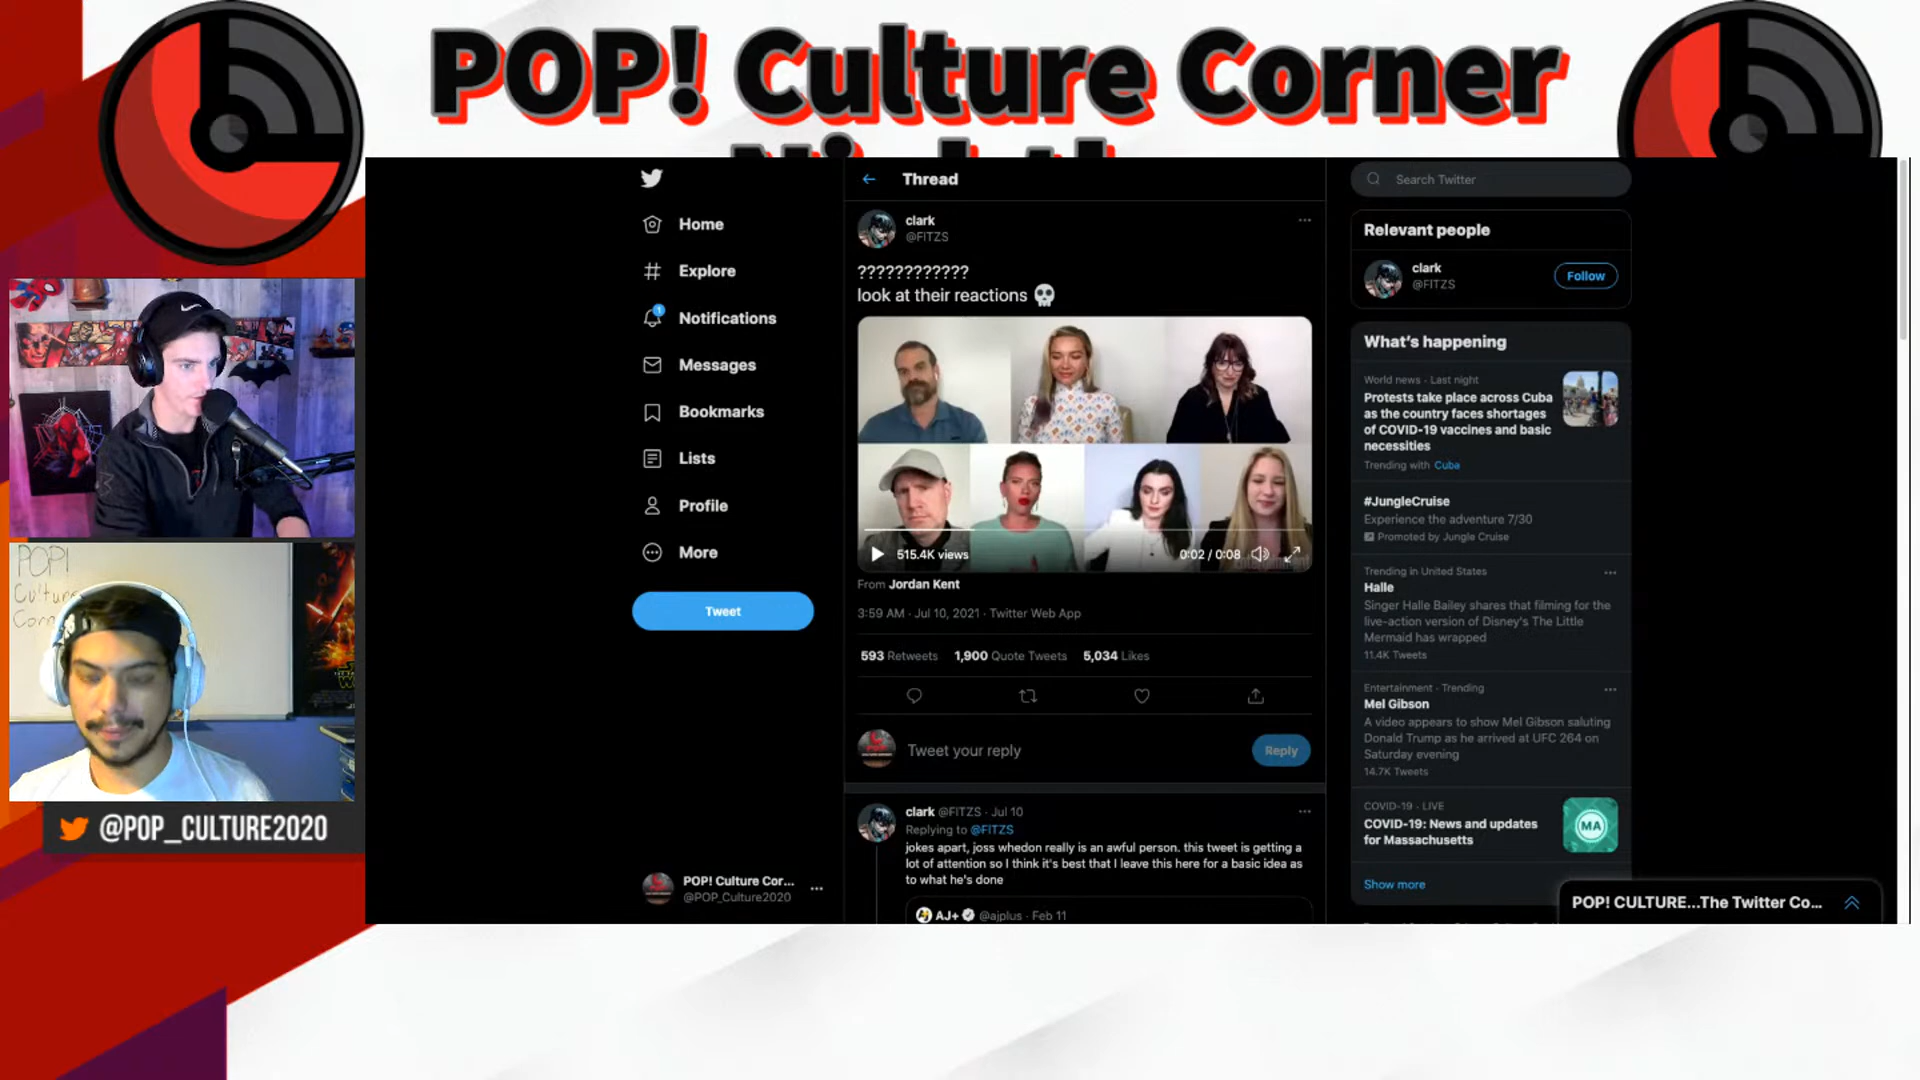 POP! Culture Corner
Thread
Search Twitter
Home
Explore
1
Notifications
Messages
Bookmarks
Lists
Profile
More
Tweet
POP! Culture Cor...
@POP_Culture2020
clark
@FITZS
????????????
look at their reactions 💀
515.4K views
0:02 / 0:08
From Jordan Kent
3:59 AM · Jul 10, 2021 · Twitter Web App
593 Retweets 1,900 Quote Tweets 5,034 Likes
Tweet your reply
Reply
clark @FITZS · Jul 10
Replying to @FITZS
jokes apart, joss whedon really is an awful person. this tweet is getting a
lot of attention so I think it's best that I leave this here for a basic idea as
to what he's done
AJ+ @ajplus · Feb 11
Relevant people
clark
@FITZS
Follow
What's happening
World news · Last night
Protests take place across Cuba
as the country faces shortages
of COVID-19 vaccines and basic
necessities
Trending with Cuba
#JungleCruise
Experience the adventure 7/30
Promoted by Jungle Cruise
Trending in United States
Halle
Singer Halle Bailey shares that filming for the
live-action version of Disney's The Little
Mermaid has wrapped
11.4K Tweets
Entertainment · Trending
Mel Gibson
A video appears to show Mel Gibson saluting
Donald Trump as he arrived at UFC 264 on
Saturday evening
14.7K Tweets
COVID-19 · LIVE
COVID-19: News and updates
for Massachusetts
MA
Show more
POP! CULTURE...The Twitter Co...
POP!
Culture
Corn
@POP_CULTURE2020